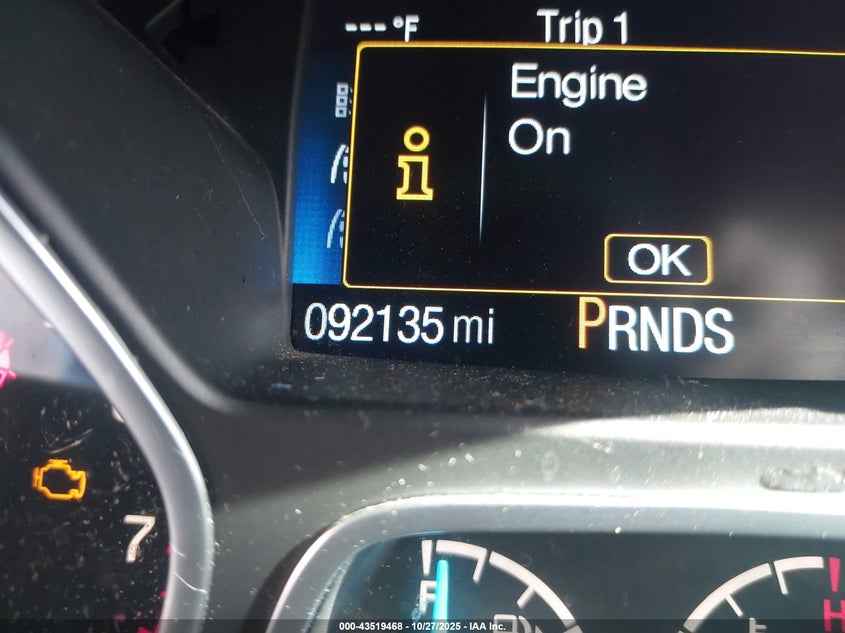 ---°F Trip 1
Engine
On
OK
092135 mi PRNDS
7
F
H
000-43519468 - 10/27/2025 - IAA Inc.